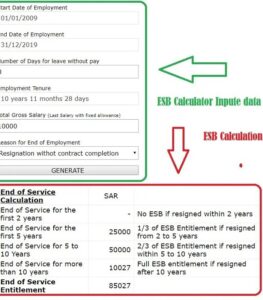 Start Date of Employment
01/01/2009
End Date of Employment
31/12/2019
Number of Days for leave without pay
Employment Tenure
10 years 11 months 28 days
Total Gross Salary (Last Salary with fixed allowance)
10000
Reason for End of Employment
Resignation without contract completion
GENERATE
ESB Calculator Inpute data
ESB Calculation
End of Service Calculation SAR
End of Service for the first 2 years - No ESB if resigned within 2 years
End of Service for the first 5 years 25000 1/3 of ESB Entitlement if resigned from 2 to 5 years
End of Service for 5 to 10 Years 50000 2/3 of ESB Entitlement if resigned within 5 to 10 years
End of Service for more than 10 years 10027 Full ESB entitlement if resigned after 10 years
End of Service Entitlement 85027